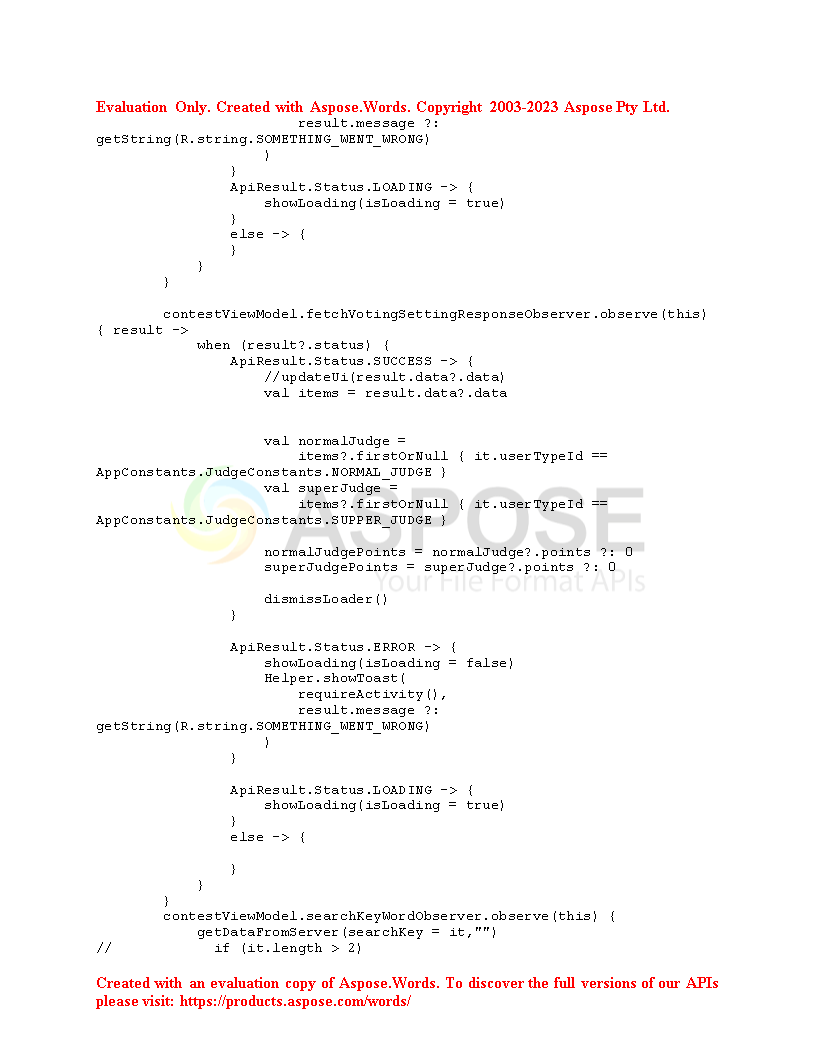 Evaluation Only. Created with Aspose.Words. Copyright 2003-2023 Aspose Pty Ltd.
                        result.message ?:
getString(R.string.SOMETHING_WENT_WRONG)
                    )
                }
                ApiResult.Status.LOADING -> {
                    showLoading(isLoading = true)
                }
                else -> {
                }
            }
        }

        contestViewModel.fetchVotingSettingResponseObserver.observe(this)
{ result ->
            when (result?.status) {
                ApiResult.Status.SUCCESS -> {
                    //updateUi(result.data?.data)
                    val items = result.data?.data


                    val normalJudge =
                        items?.firstOrNull { it.userTypeId ==
AppConstants.JudgeConstants.NORMAL_JUDGE }
                    val superJudge =
                        items?.firstOrNull { it.userTypeId ==
AppConstants.JudgeConstants.SUPPER_JUDGE }
ASPOSE
                    normalJudgePoints = normalJudge?.points ?: 0
                    superJudgePoints = superJudge?.points ?: 0
Your File Format APIs
                    dismissLoader()
                }

                ApiResult.Status.ERROR -> {
                    showLoading(isLoading = false)
                    Helper.showToast(
                        requireActivity(),
                        result.message ?:
getString(R.string.SOMETHING_WENT_WRONG)
                    )
                }

                ApiResult.Status.LOADING -> {
                    showLoading(isLoading = true)
                }
                else -> {

                }
            }
        }
        contestViewModel.searchKeyWordObserver.observe(this) {
            getDataFromServer(searchKey = it,"")
//            if (it.length > 2)

Created with an evaluation copy of Aspose.Words. To discover the full versions of our APIs
please visit: https://products.aspose.com/words/